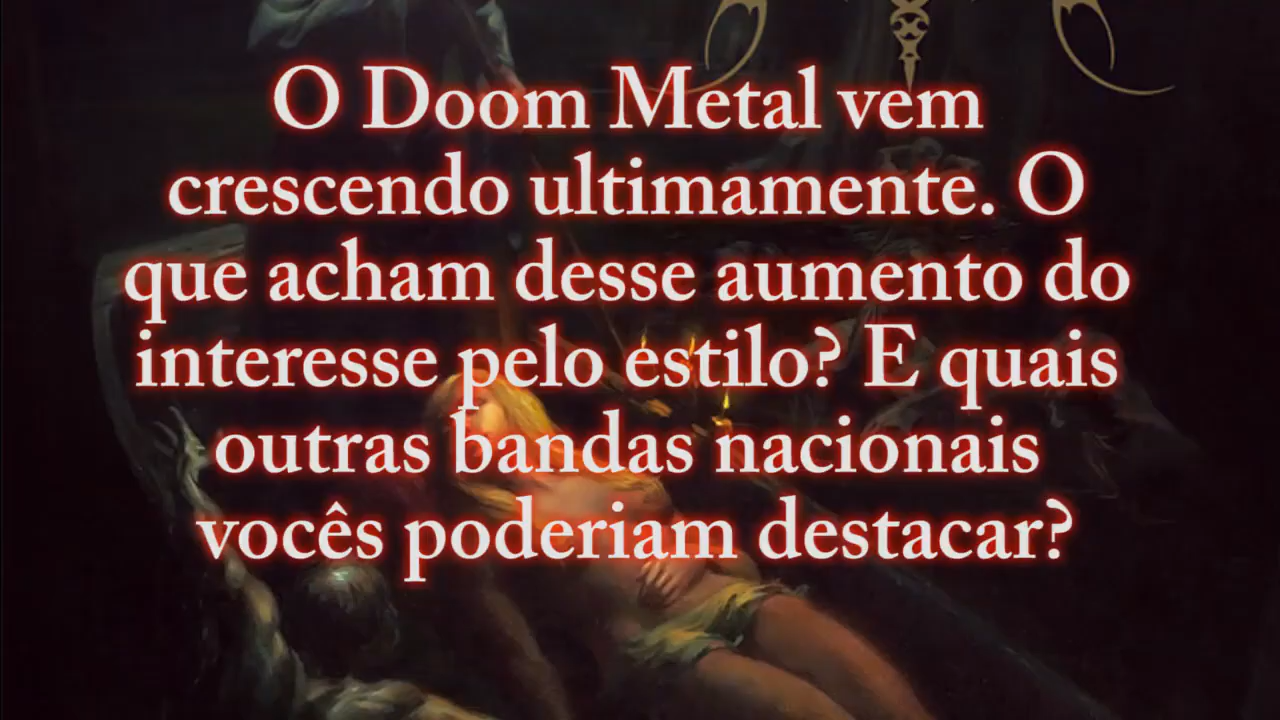 O Doom Metal vem
crescendo ultimamente. O
que acham desse aumento do
interesse pelo estilo? E quais
outras bandas nacionais
vocês poderiam destacar?